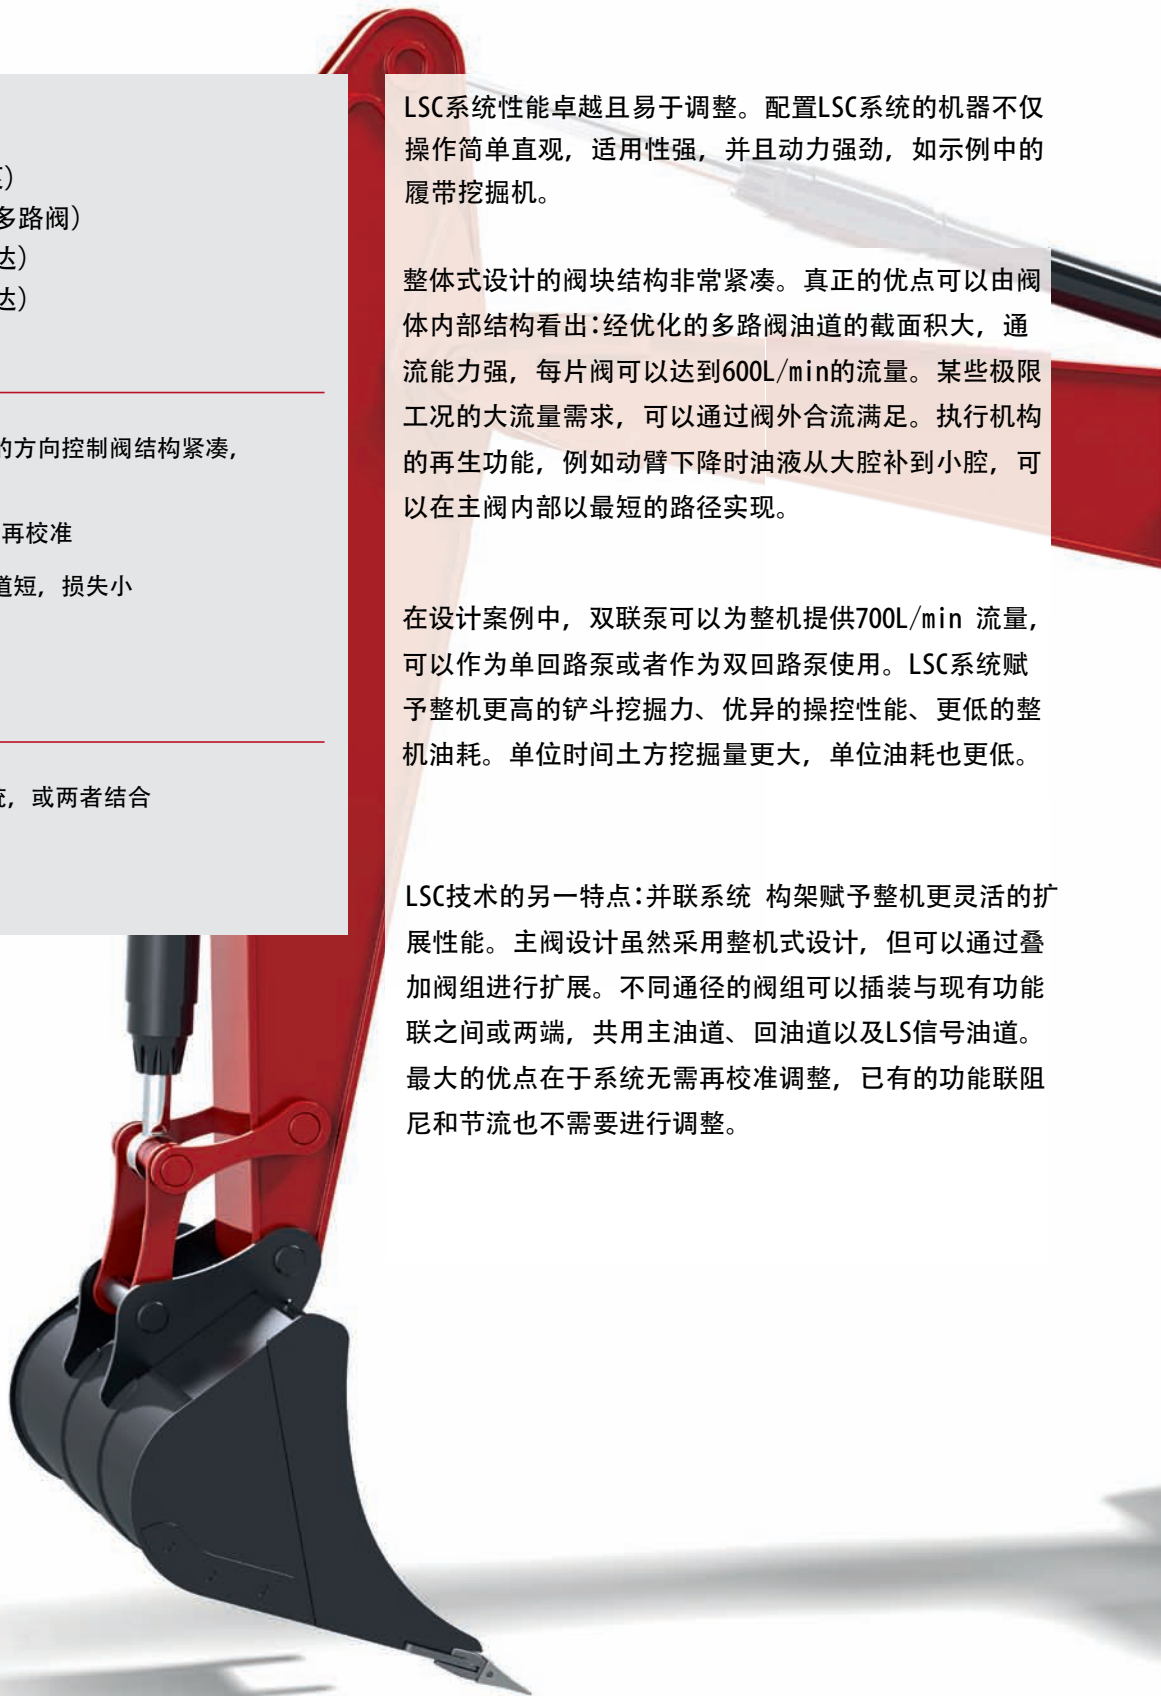 ）
多路阀）
达）
达）
的方向控制阀结构紧凑，
再校准
道短，损失小
，或两者结合
LSC系统性能卓越且易于调整。配置LSC系统的机器不仅
操作简单直观，适用性强，并且动力强劲，如示例中的
履带挖掘机。
整体式设计的阀块结构非常紧凑。真正的优点可以由阀
体内部结构看出：经优化的多路阀油道的截面积大，通
流能力强，每片阀可以达到600L/min的流量。某些极限
工况的大流量需求，可以通过阀外合流满足。执行机构
的再生功能，例如动臂下降时油液从大腔补到小腔，可
以在主阀内部以最短的路径实现。
在设计案例中，双联泵可以为整机提供700L/min 流量，
可以作为单回路泵或者作为双回路泵使用。LSC系统赋
予整机更高的铲斗挖掘力、优异的操控性能、更低的整
机油耗。单位时间土方挖掘量更大，单位油耗也更低。
LSC技术的另一特点：并联系统 构架赋予整机更灵活的扩
展性能。主阀设计虽然采用整机式设计，但可以通过叠
加阀组进行扩展。不同通径的阀组可以插装与现有功能
联之间或两端，共用主油道、回油道以及LS信号油道。
最大的优点在于系统无需再校准调整，已有的功能联阻
尼和节流也不需要进行调整。